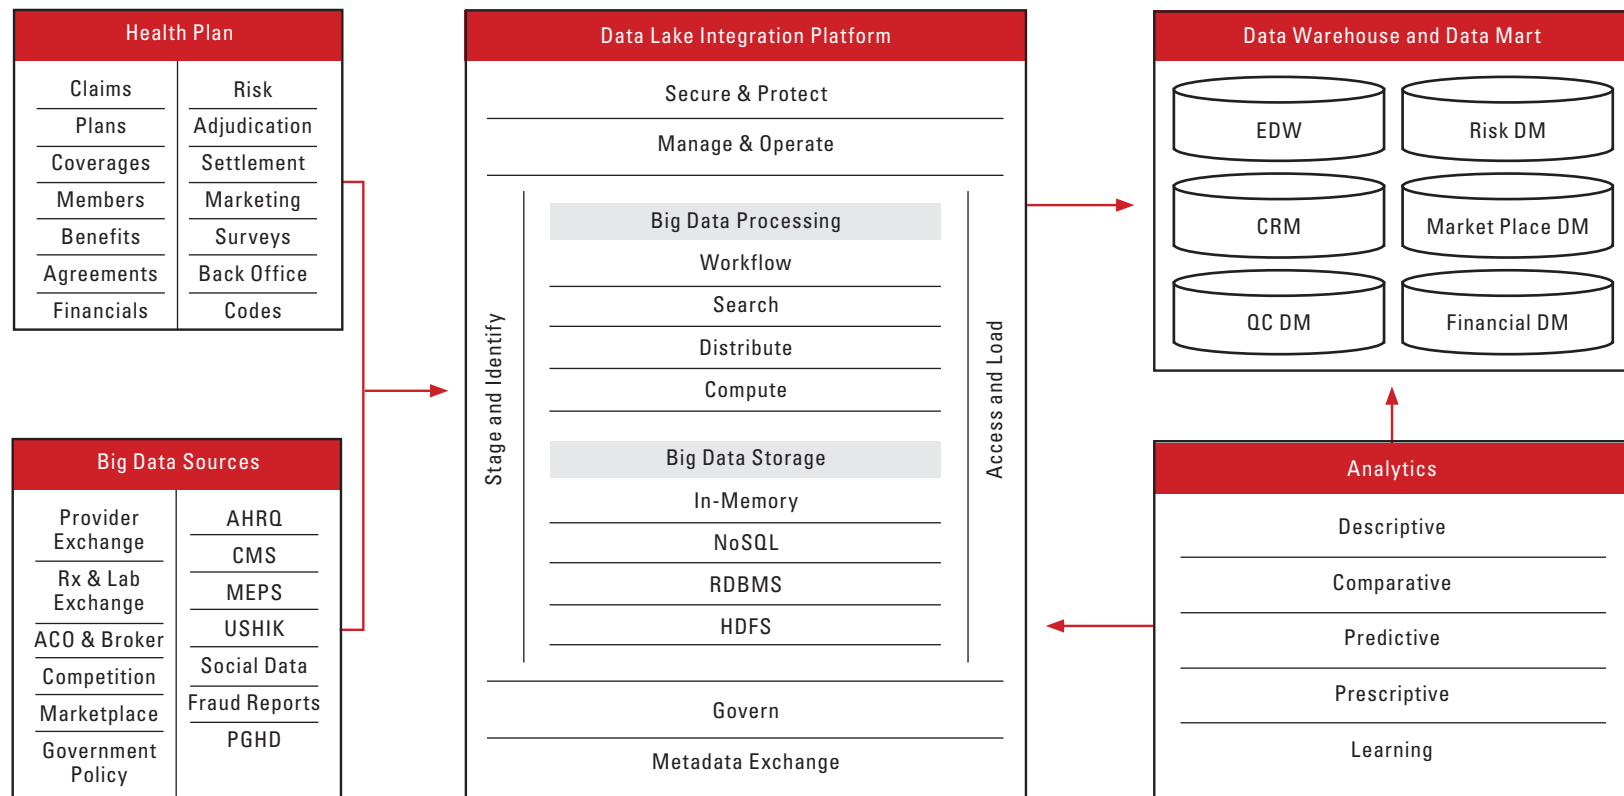 Health Plan
Claims
Plans
Coverages
Members
Benefits
Agreements
Financials
Risk
Adjudication
Settlement
Marketing
Surveys
Back Office
Codes
Big Data Sources
Provider
Exchange
Rx & Lab
Exchange
ACO & Broker
Competition
Marketplace
Government
Policy
AHRQ
CMS
MEPS
USHIK
Social Data
Fraud Reports
PGHD
Data Lake Integration Platform
Secure & Protect
Manage & Operate
Stage and Identify
Big Data Processing
Workflow
Search
Distribute
Compute
Big Data Storage
In-Memory
NoSQL
RDBMS
HDFS
Access and Load
Govern
Metadata Exchange
Data Warehouse and Data Mart
EDW
Risk DM
CRM
Market Place DM
QC DM
Financial DM
Analytics
Descriptive
Comparative
Predictive
Prescriptive
Learning